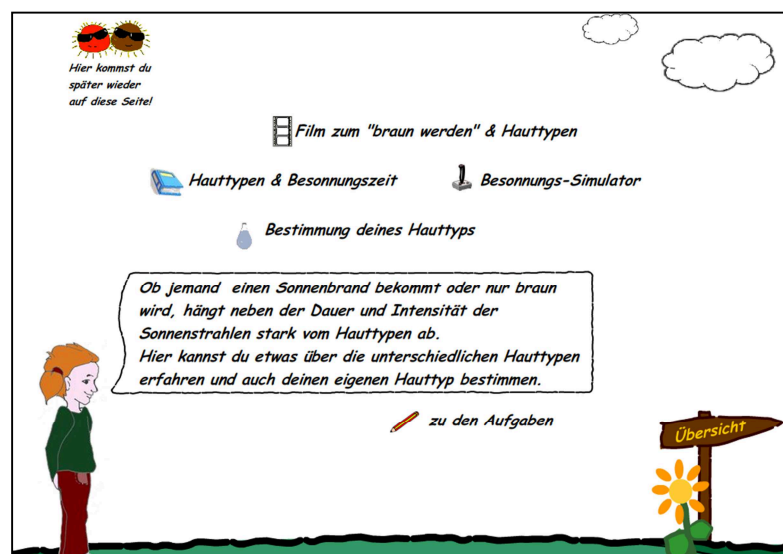 Hier kommst du
später wieder
auf diese Seite!
Film zum "braun werden" & Hauttypen
Hauttypen & Besonnungszeit
Besonnungs-Simulator
Bestimmung deines Hauttyps
Ob jemand einen Sonnenbrand bekommt oder nur braun
wird, hängt neben der Dauer und Intensität der
Sonnenstrahlen stark vom Hauttypen ab.
Hier kannst du etwas über die unterschiedlichen Hauttypen
erfahren und auch deinen eigenen Hauttyp bestimmen.
zu den Aufgaben
Übersicht